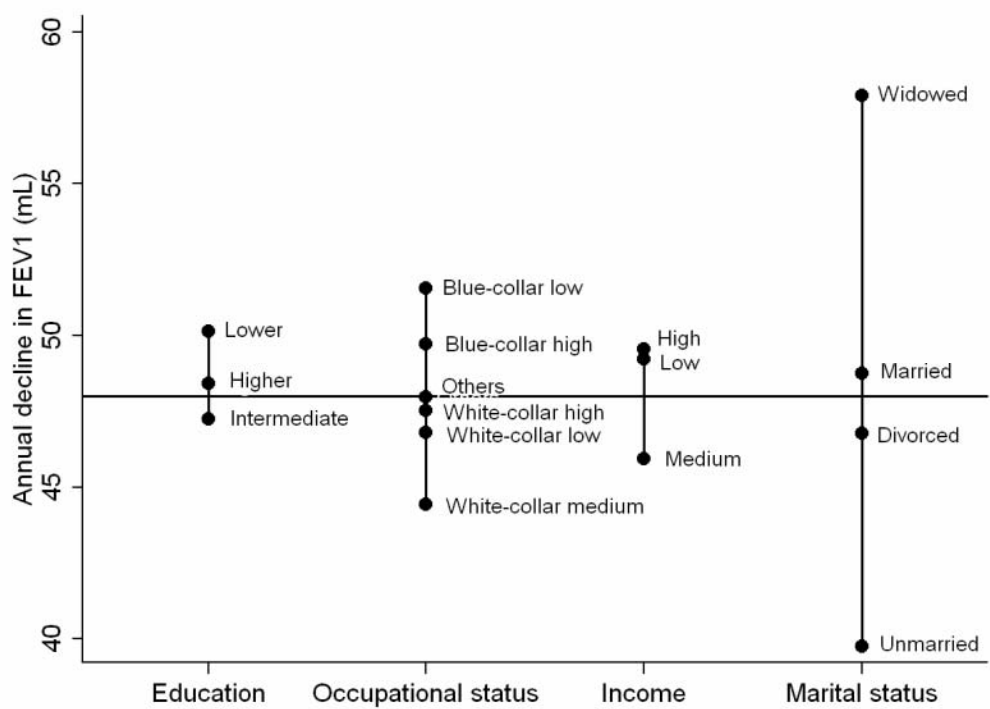 Annual decline in FEV1 (mL)
60
55
50
45
40
Lower
Higher
Intermediate
Blue-collar low
Blue-collar high
Others
White-collar high
White-collar low
White-collar medium
High
Low
Medium
Widowed
Married
Divorced
Unmarried
Education
Occupational status
Income
Marital status